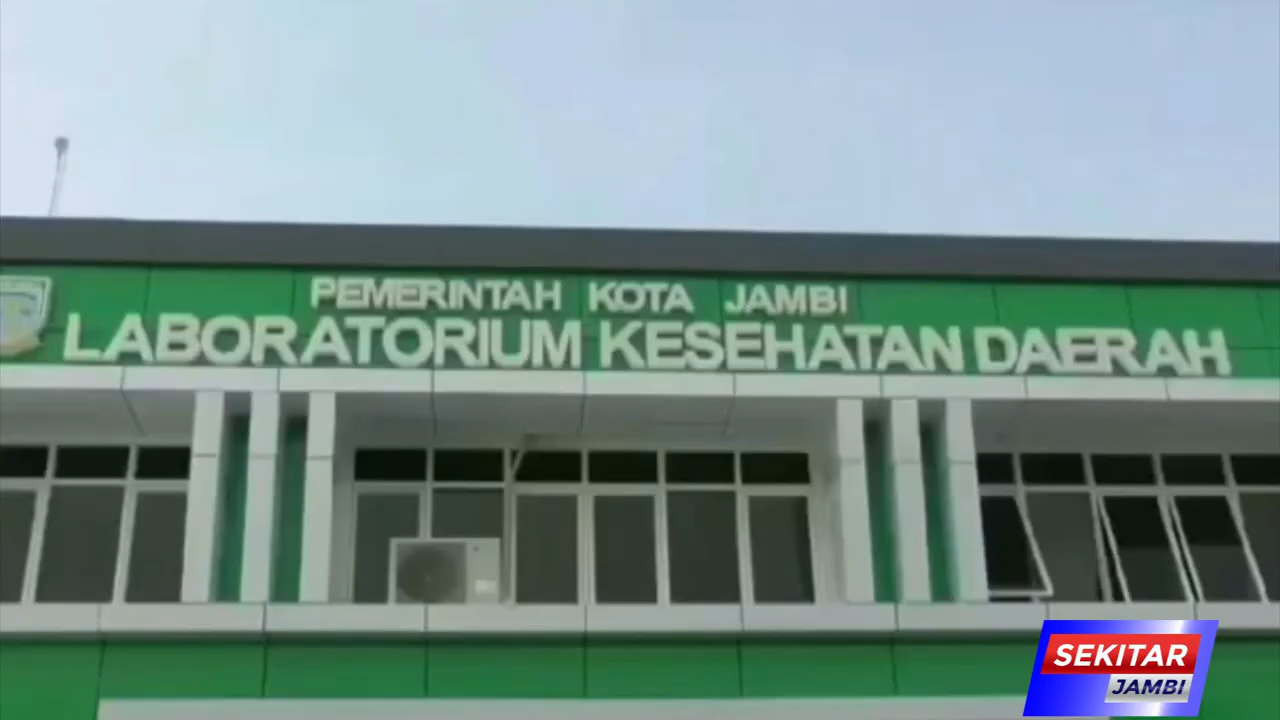 PEMERINTAH KOTA JAMBI
LABORATORIUM KESEHATAN DAERAH
SEKITAR
JAMBI